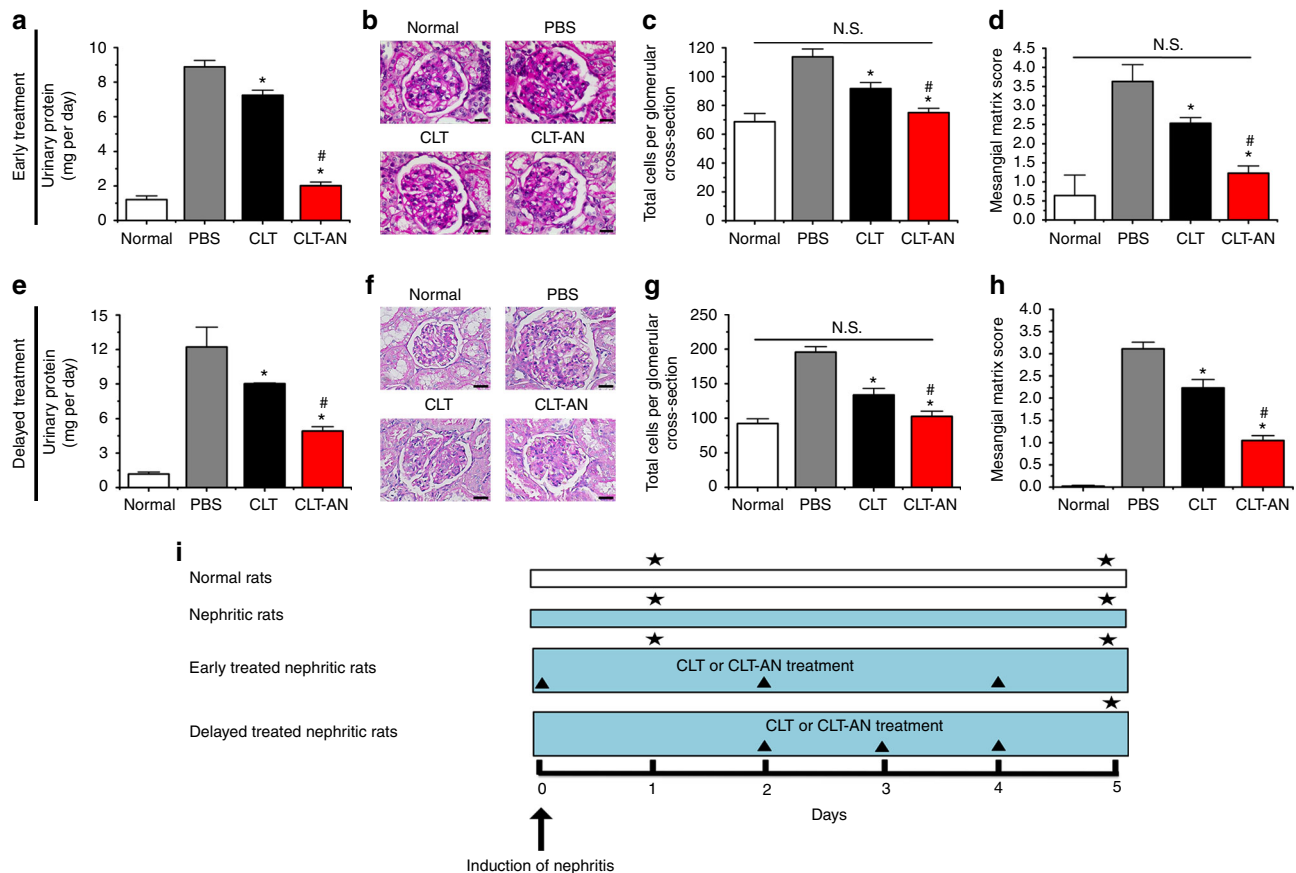 a
Early treatment
Urinary protein
(mg per day)
10
8
6
4
2
0
*
#
*
Normal PBS CLT CLT-AN
b
Normal PBS
CLT CLT-AN
c
Total cells per glomerular
cross-section
120
100
80
60
40
20
0
N.S.
*
#
*
Normal PBS CLT CLT-AN
d
Mesangial matrix score
4.5
4.0
3.5
3.0
2.5
2.0
1.5
1.0
0.5
0.0
N.S.
*
#
*
Normal PBS CLT CLT-AN
e
Delayed treatment
Urinary protein
(mg per day)
15
12
9
6
3
0
*
#
*
Normal PBS CLT CLT-AN
f
Normal PBS
CLT CLT-AN
g
Total cells per glomerular
cross-section
250
200
150
100
50
0
N.S.
*
#
*
Normal PBS CLT CLT-AN
h
Mesangial matrix score
4.0
3.5
3.0
2.5
2.0
1.5
1.0
0.5
0.0
*
#
*
Normal PBS CLT CLT-AN
i
Normal rats
Nephritic rats
Early treated nephritic rats
CLT or CLT-AN treatment
Delayed treated nephritic rats
CLT or CLT-AN treatment
0 1 2 3 4 5
Days
Induction of nephritis